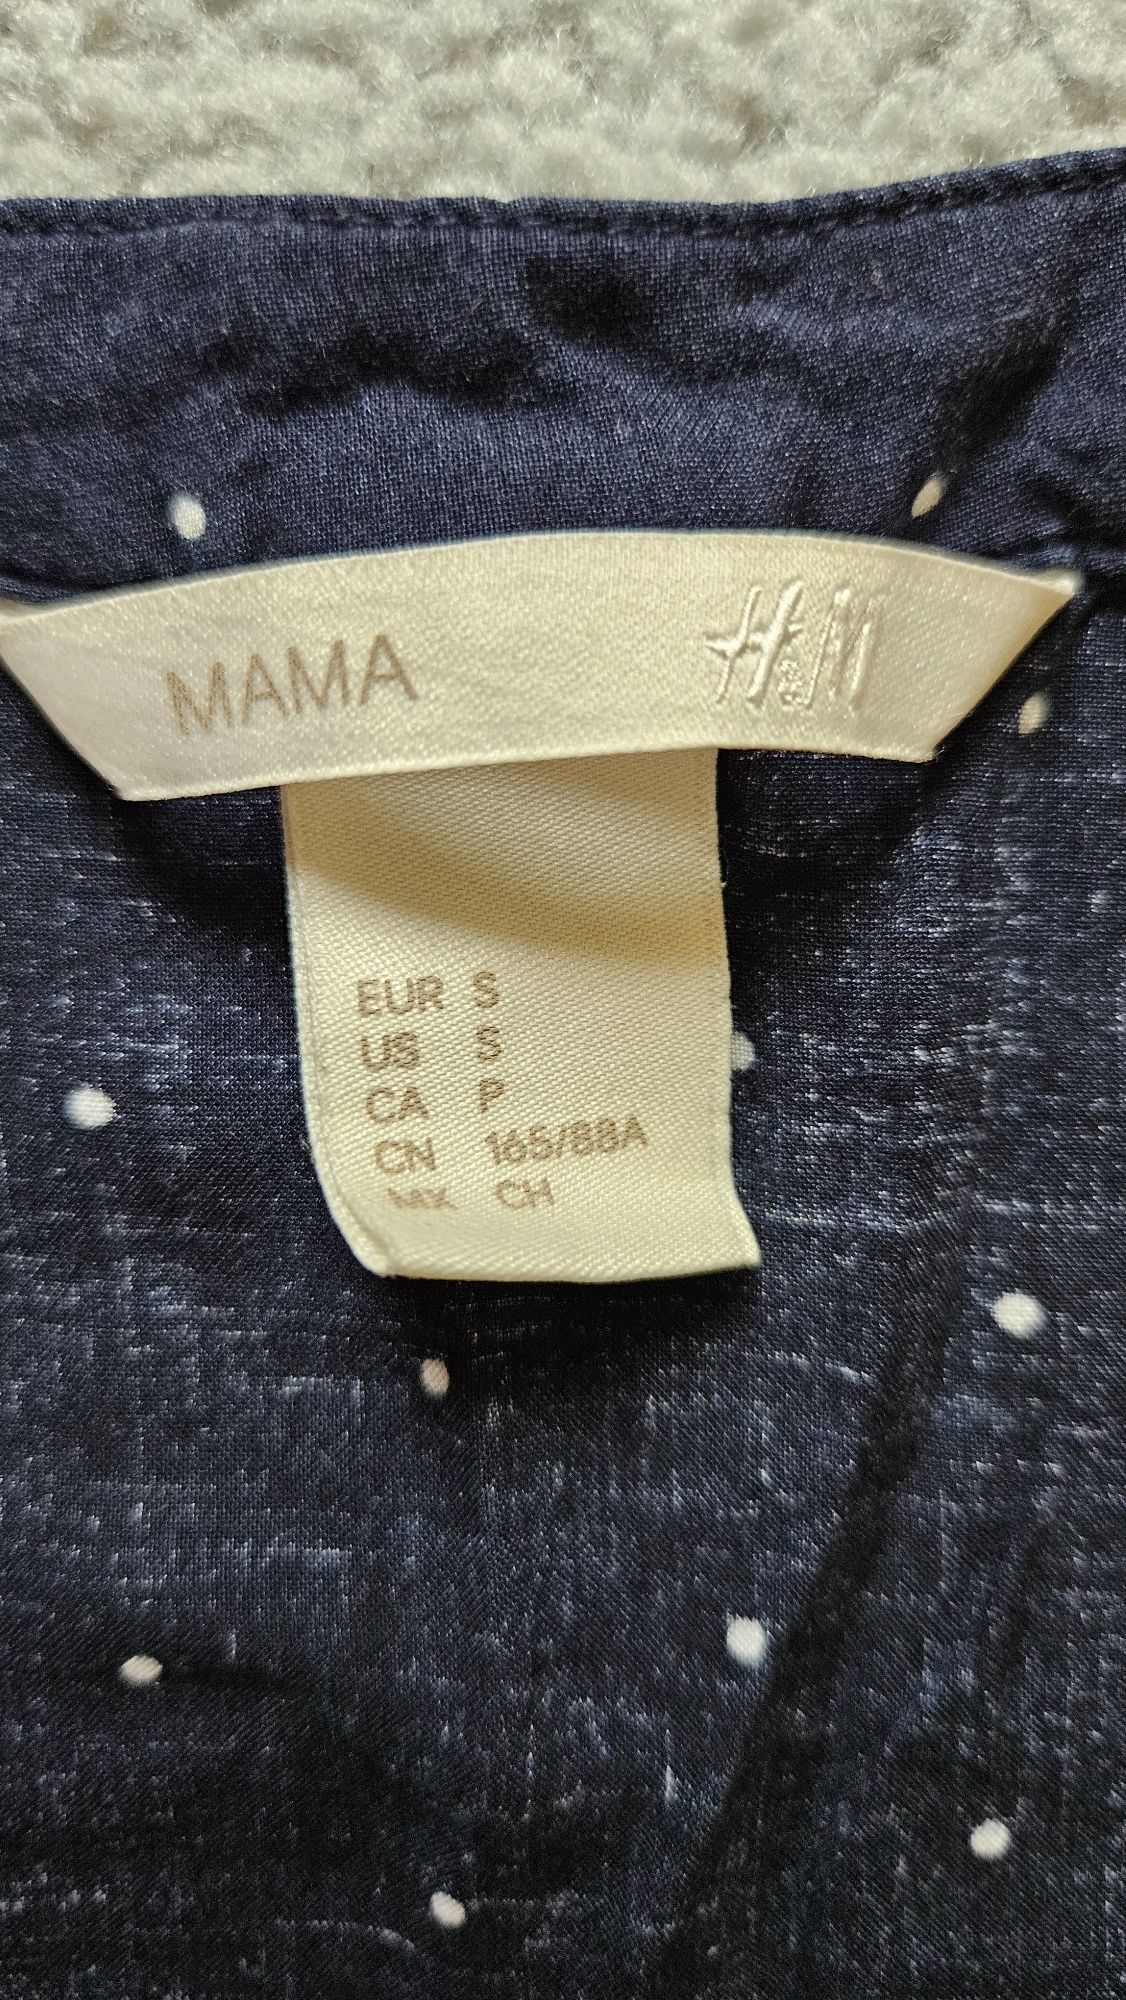 MAMA H&M
EUR S
US S
CA P
CN 165/88A
MX CH